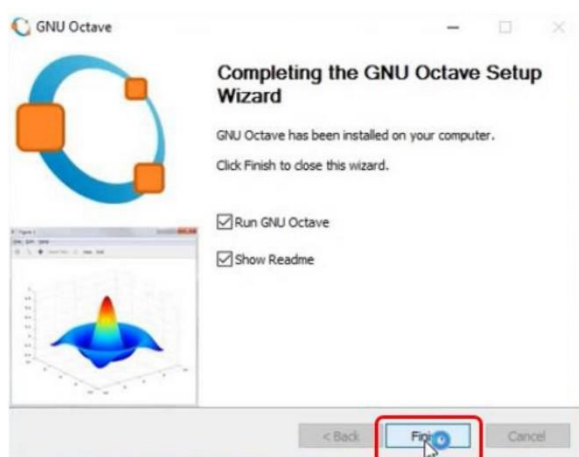 GNU Octave
Completing the GNU Octave Setup
Wizard
GNU Octave has been installed on your computer.
Click Finish to close this wizard.
Run GNU Octave
Show Readme
< Back
Cancel